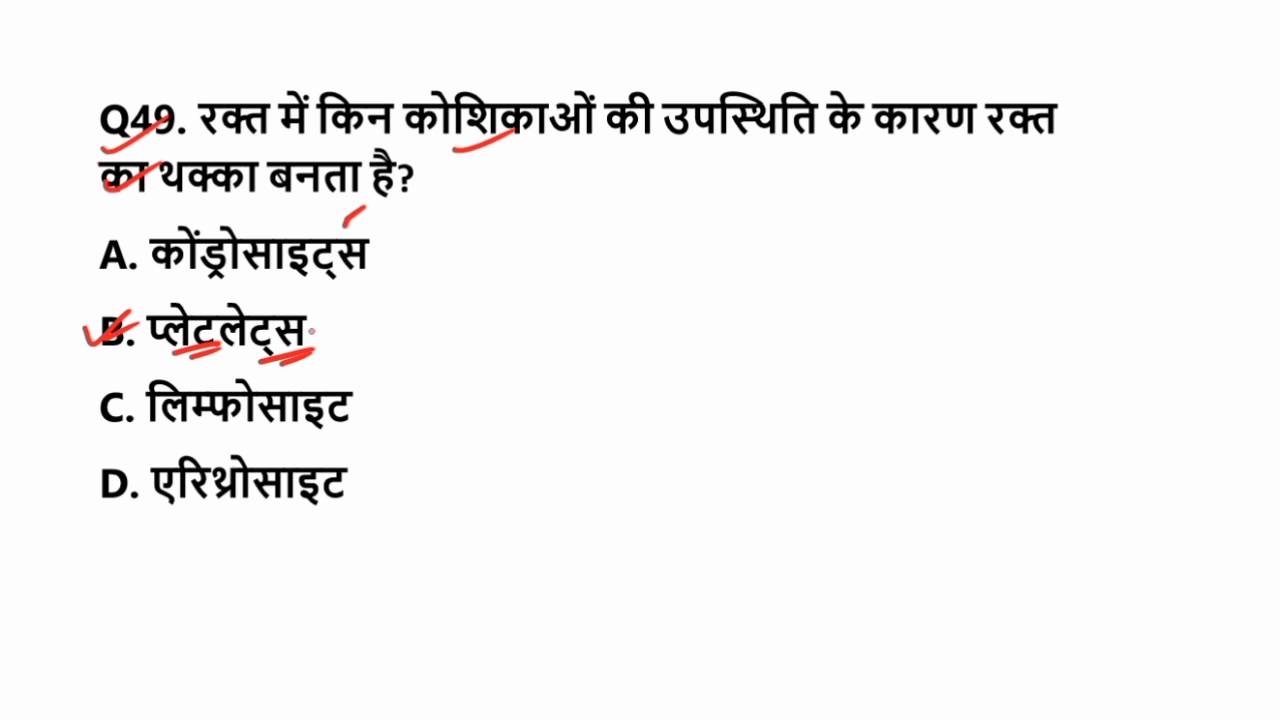 Q49. रक्त में किन कोशिकाओं की उपस्थिति के कारण रक्त
का थक्का बनता है?
A. कोंड्रोसाइट्स
B. प्लेटलेट्स
C. लिम्फोसाइट
D. एरिथ्रोसाइट